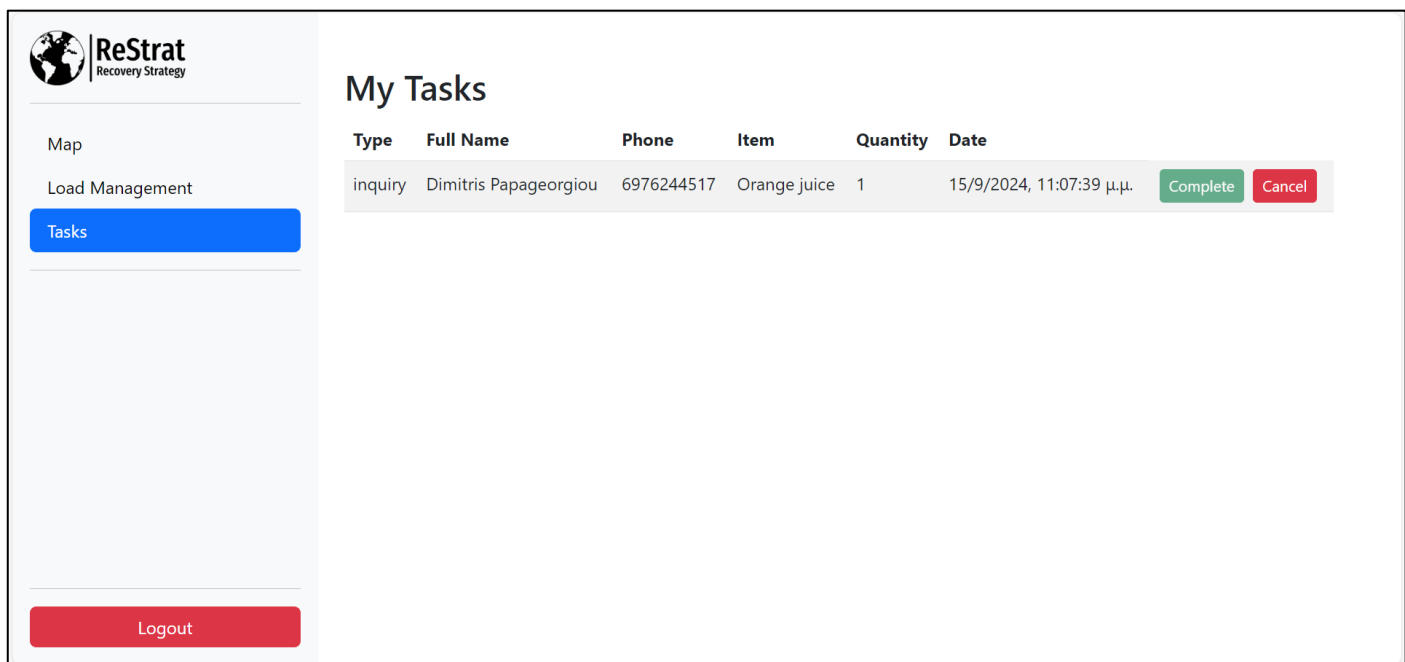 ReStrat
Recovery Strategy
Map
Load Management
Tasks
Logout
My Tasks
Type Full Name Phone Item Quantity Date
inquiry Dimitris Papageorgiou 6976244517 Orange juice 1 15/9/2024, 11:07:39 μ.μ. Complete Cancel